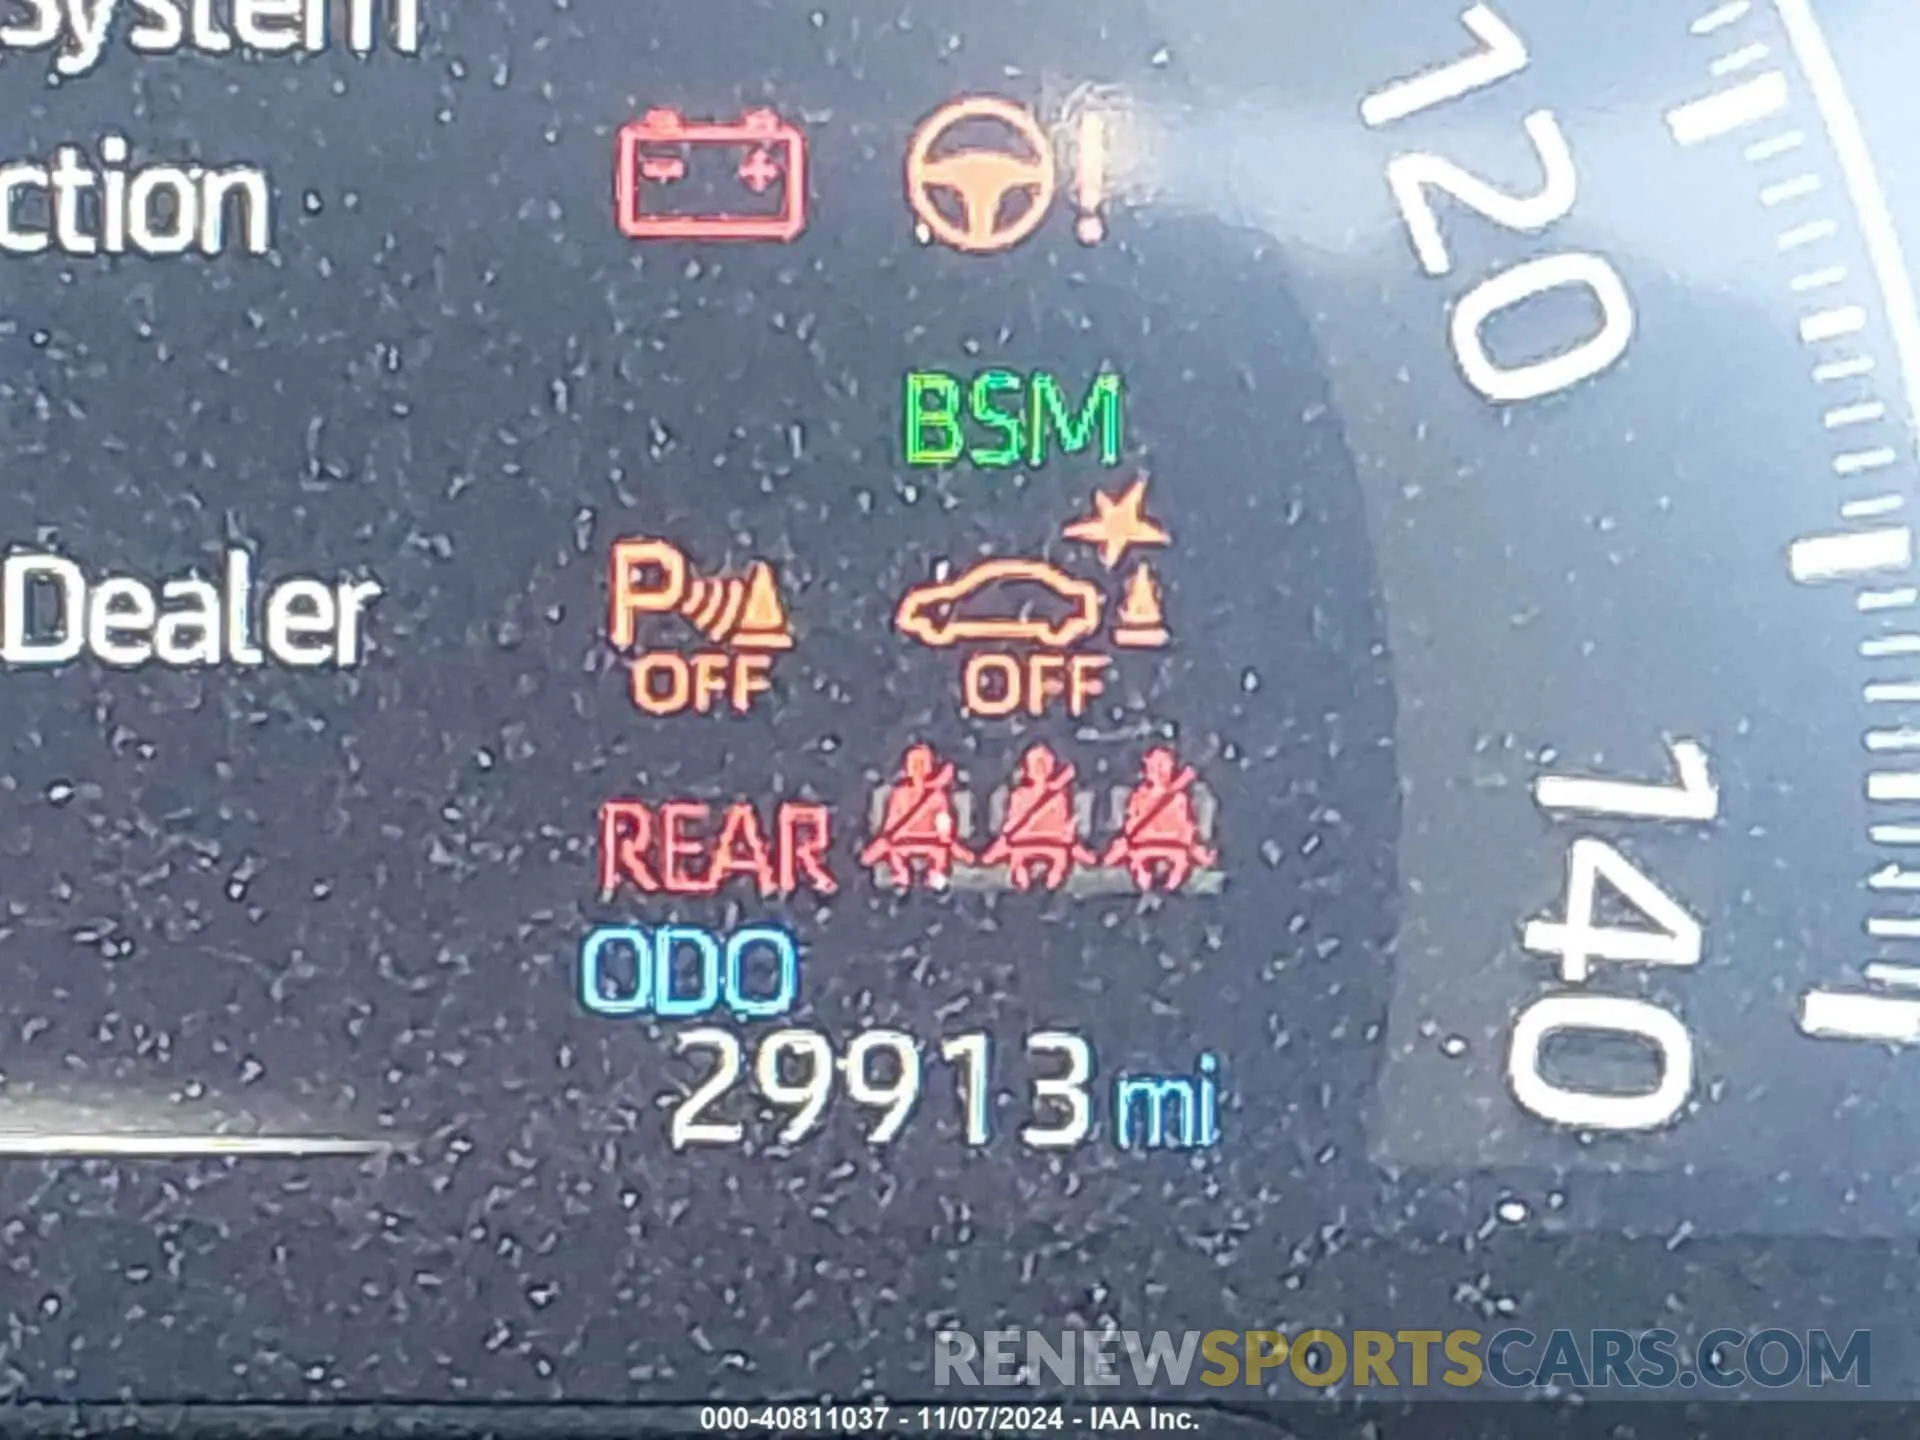 System
ction
BSM
Dealer
P
OFF
OFF
REAR
ODO
29913 mi
120
140
RENEWSPORTSCARS.COM
000-40811037 - 11/07/2024 - IAA Inc.